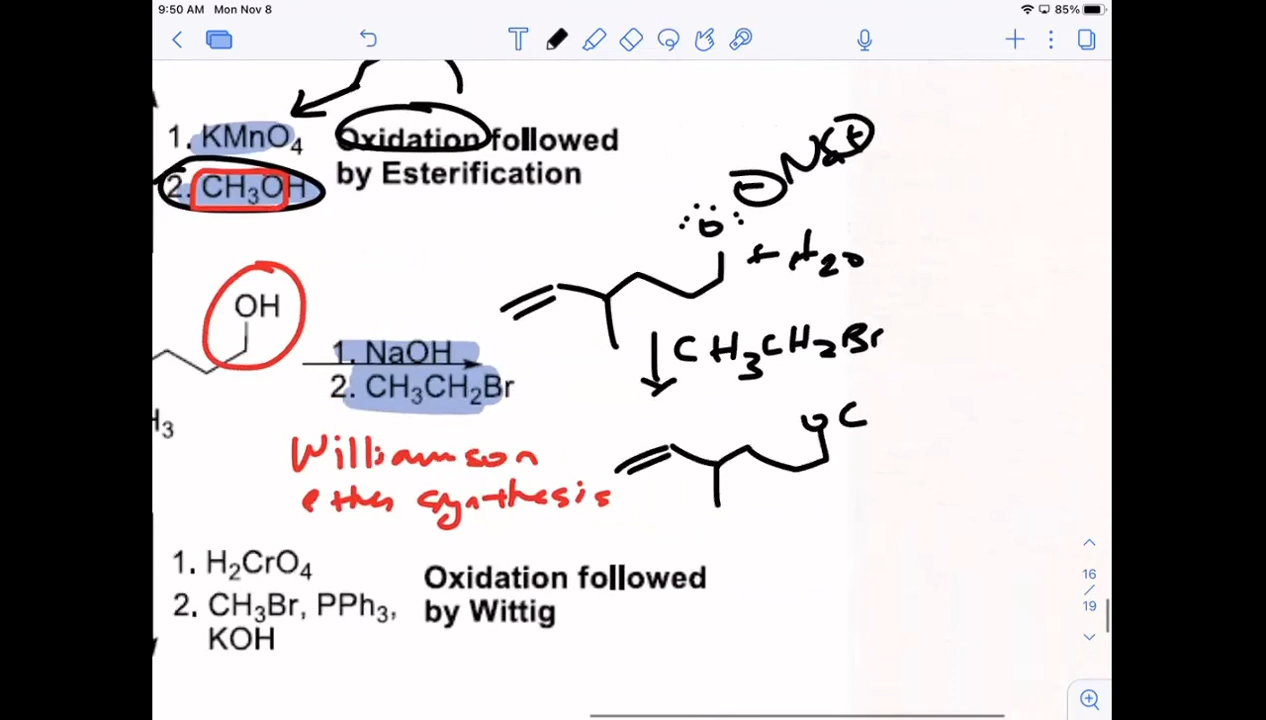 9:50 AM Mon Nov 8
85%
1. KMnO4 Oxidation followed
2. CH3OH by Esterification
⊖Na⊕
O
+ H2O
OH
1. NaOH
2. CH3CH2Br
CH3CH2Br
OC
H3
Williamson
ether synthesis
1. H2CrO4 Oxidation followed
2. CH3Br, PPh3, by Wittig
KOH
16
/
19